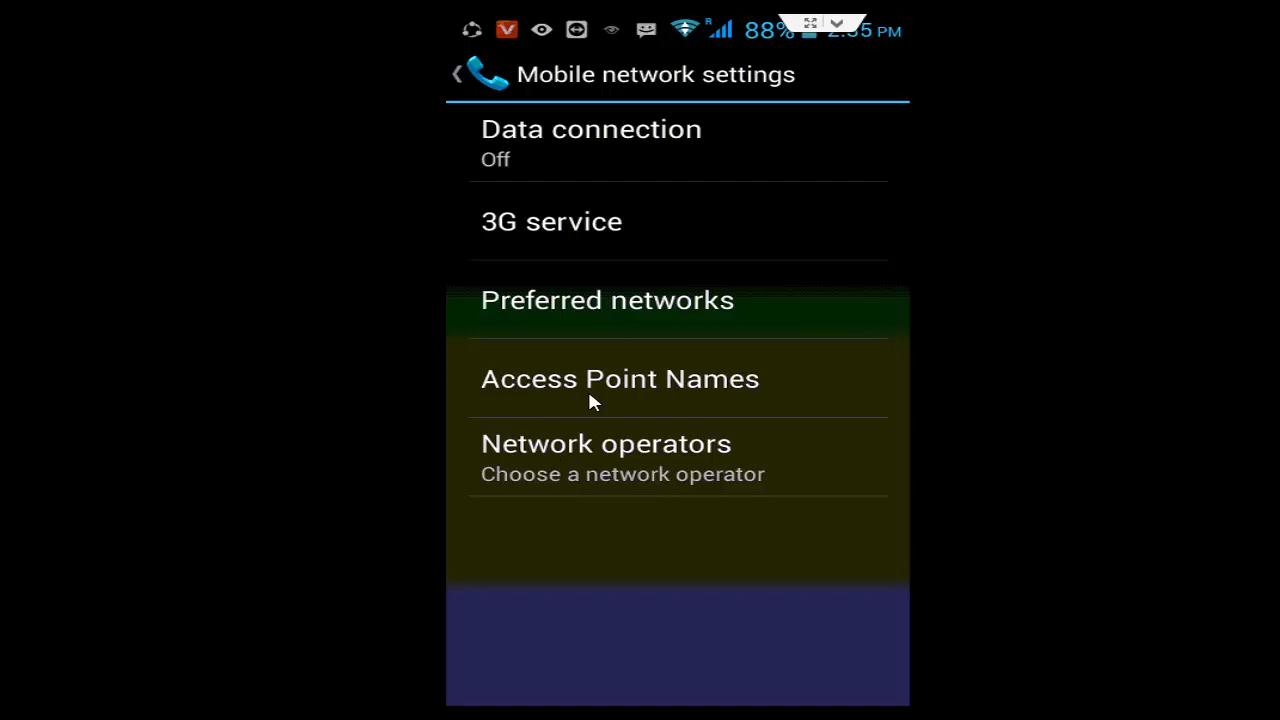 R 88% PM
Mobile network settings
Data connection
Off
3G service
Preferred networks
Access Point Names
Network operators
Choose a network operator